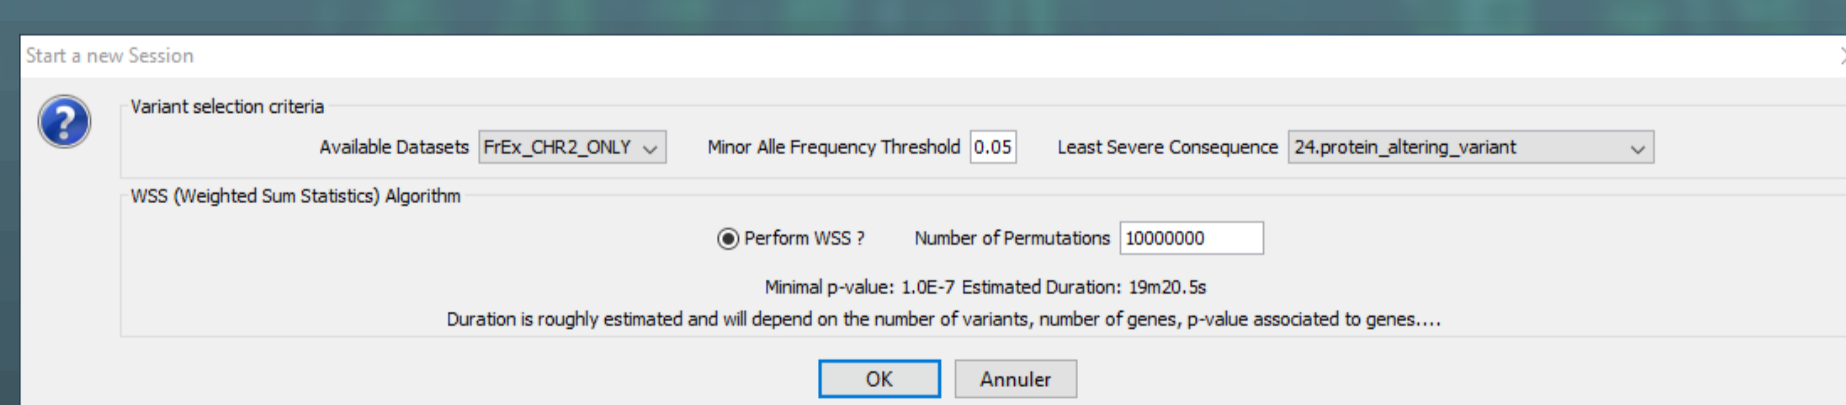 Start a new Session
Variant selection criteria
Available Datasets FrEx_CHR2_ONLY Minor Alle Frequency Threshold 0.05 Least Severe Consequence 24.protein_altering_variant
WSS (Weighted Sum Statistics) Algorithm
Perform WSS ? Number of Permutations 10000000
Minimal p-value: 1.0E-7 Estimated Duration: 19m20.5s
Duration is roughly estimated and will depend on the number of variants, number of genes, p-value associated to genes....
OK Annuler